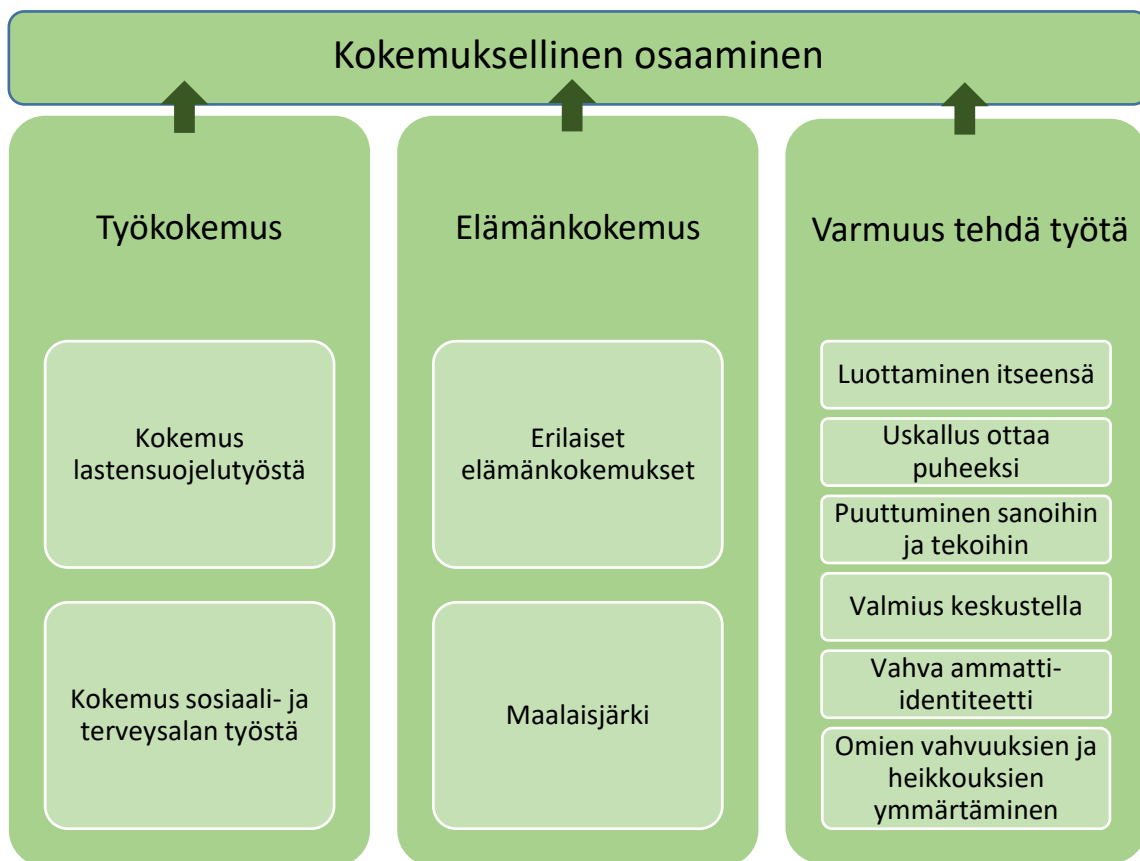 Kokemuksellinen osaaminen
Työkokemus
Kokemus
lastensuojelutyöstä
Kokemus sosiaali- ja
terveysalan työstä
Elämänkokemus
Erilaiset
elämänkokemukset
Maalaisjärki
Varmuus tehdä työtä
Luottaminen itseensä
Uskallus ottaa
puheeksi
Puuttuminen sanoihin
ja tekoihin
Valmius keskustella
Vahva ammatti-
identiteetti
Omien vahvuuksien ja
heikkouksien
ymmärtäminen